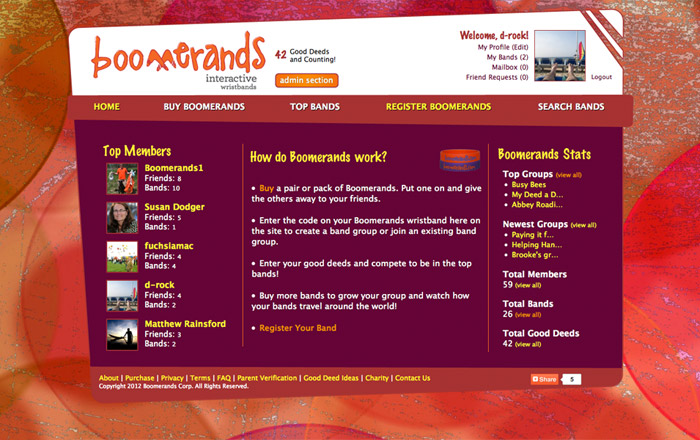 boomerands
interactive
wristbands
42 Good Deeds
and Counting!
admin section
Welcome, d-rock!
My Profile (Edit)
My Bands (2)
Mailbox (0)
Friend Requests (0)
Logout
HOME
BUY BOOMERANDS
TOP BANDS
REGISTER BOOMERANDS
SEARCH BANDS
Top Members
Boomerands1
Friends: 8
Bands: 10
Susan Dodger
Friends: 5
Bands: 1
fuchsiamac
Friends: 4
Bands: 4
d-rock
Friends: 4
Bands: 2
Matthew Rainsford
Friends: 3
Bands: 2
How do Boomerands work?
• Buy a pair or pack of Boomerands. Put one on and give
the others away to your friends.
• Enter the code on your Boomerands wristband here on
the site to create a band group or join an existing band
group.
• Enter your good deeds and compete to be in the top
bands!
• Buy more bands to grow your group and watch how
your bands travel around the world!
• Register Your Band
Boomerands Stats
Top Groups (view all)
• Busy Bees
• My Deed a D...
• Abbey Roadi...
Newest Groups (view all)
• Paying it f...
• Helping Han...
• Brooke's gr...
Total Members
59 (view all)
Total Bands
26 (view all)
Total Good Deeds
42 (view all)
About | Purchase | Privacy | Terms | FAQ | Parent Verification | Good Deed Ideas | Charity | Contact Us
Copyright 2012 Boomerands Corp. All Rights Reserved.
Share 5